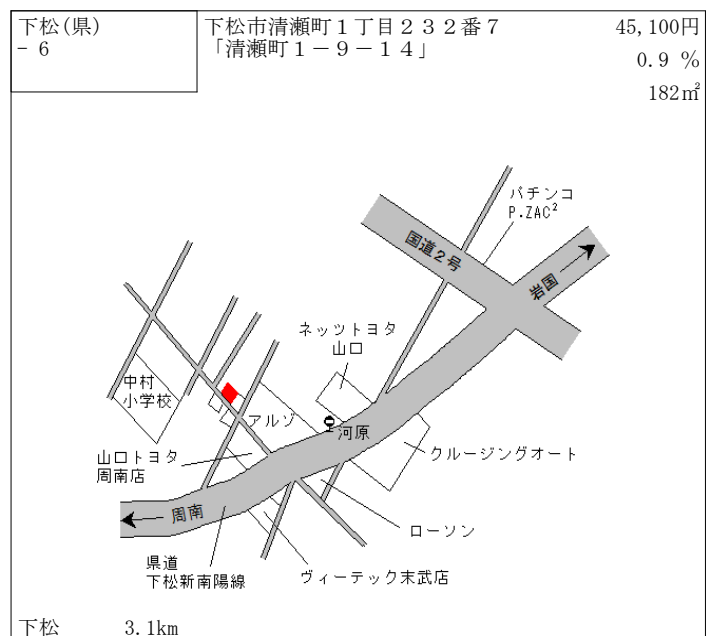 下松(県)
- 6
下松市清瀬町１丁目２３２番７
「清瀬町１－９－１４」
45,100円
0.9 %
182㎡
パチンコ
P.ZAC²
国道２号
岩国
ネッツトヨタ
山口
中村
小学校
アルゾ
河原
山口トヨタ
周南店
クルージングオート
周南
ローソン
県道
下松新南陽線
ヴィーテック末武店
下松 3.1km